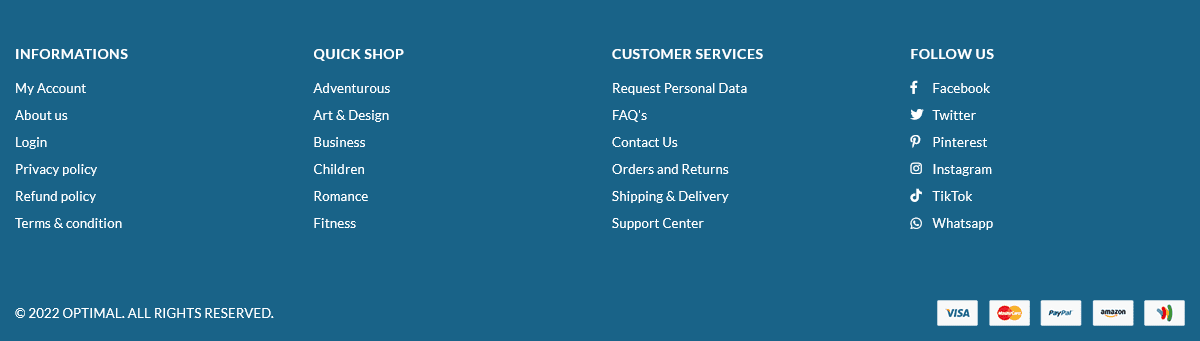 INFORMATIONS
My Account
About us
Login
Privacy policy
Refund policy
Terms & condition
QUICK SHOP
Adventurous
Art & Design
Business
Children
Romance
Fitness
CUSTOMER SERVICES
Request Personal Data
FAQ's
Contact Us
Orders and Returns
Shipping & Delivery
Support Center
FOLLOW US
Facebook
Twitter
Pinterest
Instagram
TikTok
Whatsapp
© 2022 OPTIMAL. ALL RIGHTS RESERVED.
VISA
MasterCard
PayPal
amazon